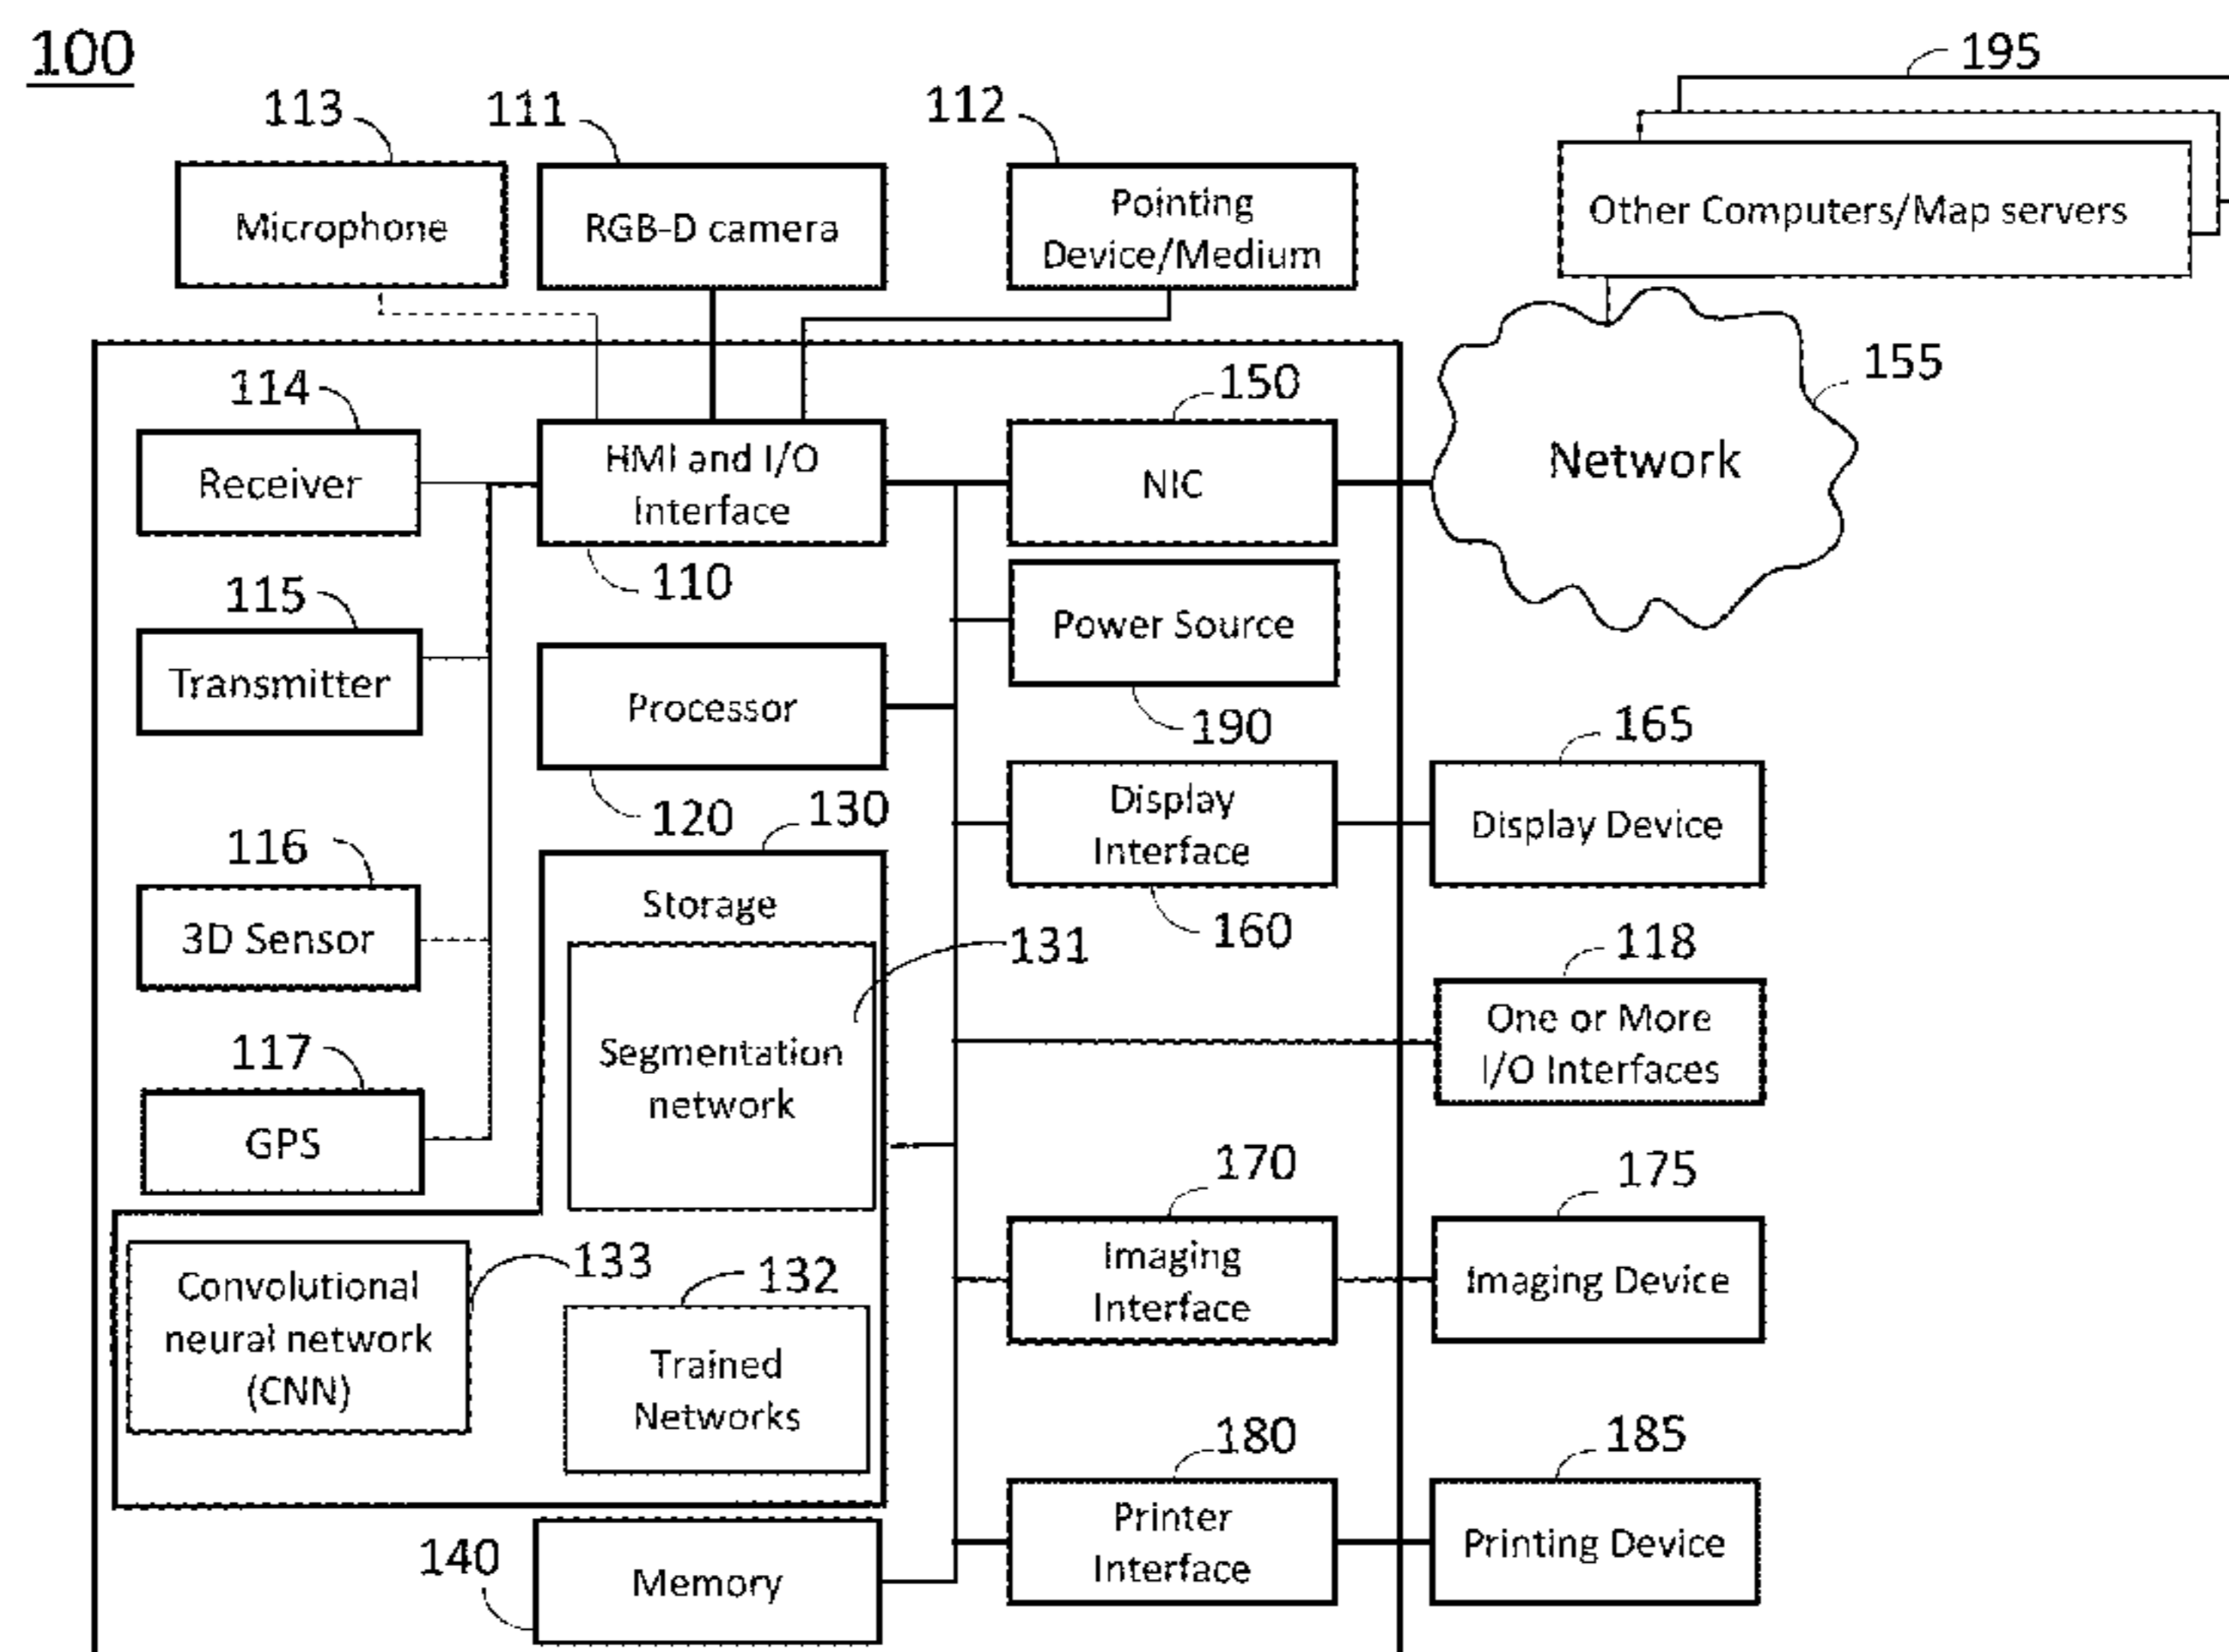 100
195
113
111
112
Microphone
RGB-D camera
Pointing
Device/Medium
Other Computers/Map servers
114
150
155
Receiver
HMI and I/O
Interface
NIC
Network
110
115
Transmitter
Power Source
190
Processor
120
165
130
Display
Interface
160
Display Device
116
3D Sensor
Storage
131
118
Segmentation
network
One or More
I/O Interfaces
117
GPS
170
175
133
132
Convolutional
neural network
(CNN)
Imaging
Interface
Imaging Device
Trained
Networks
180
185
140
Memory
Printer
Interface
Printing Device